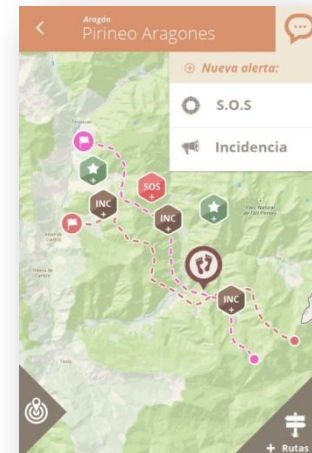 Aragón
Pirineo Aragones
Nueva alerta:
S.O.S
Incidencia
SOS
INC
+
INC
+
INC
+
+ Rutas